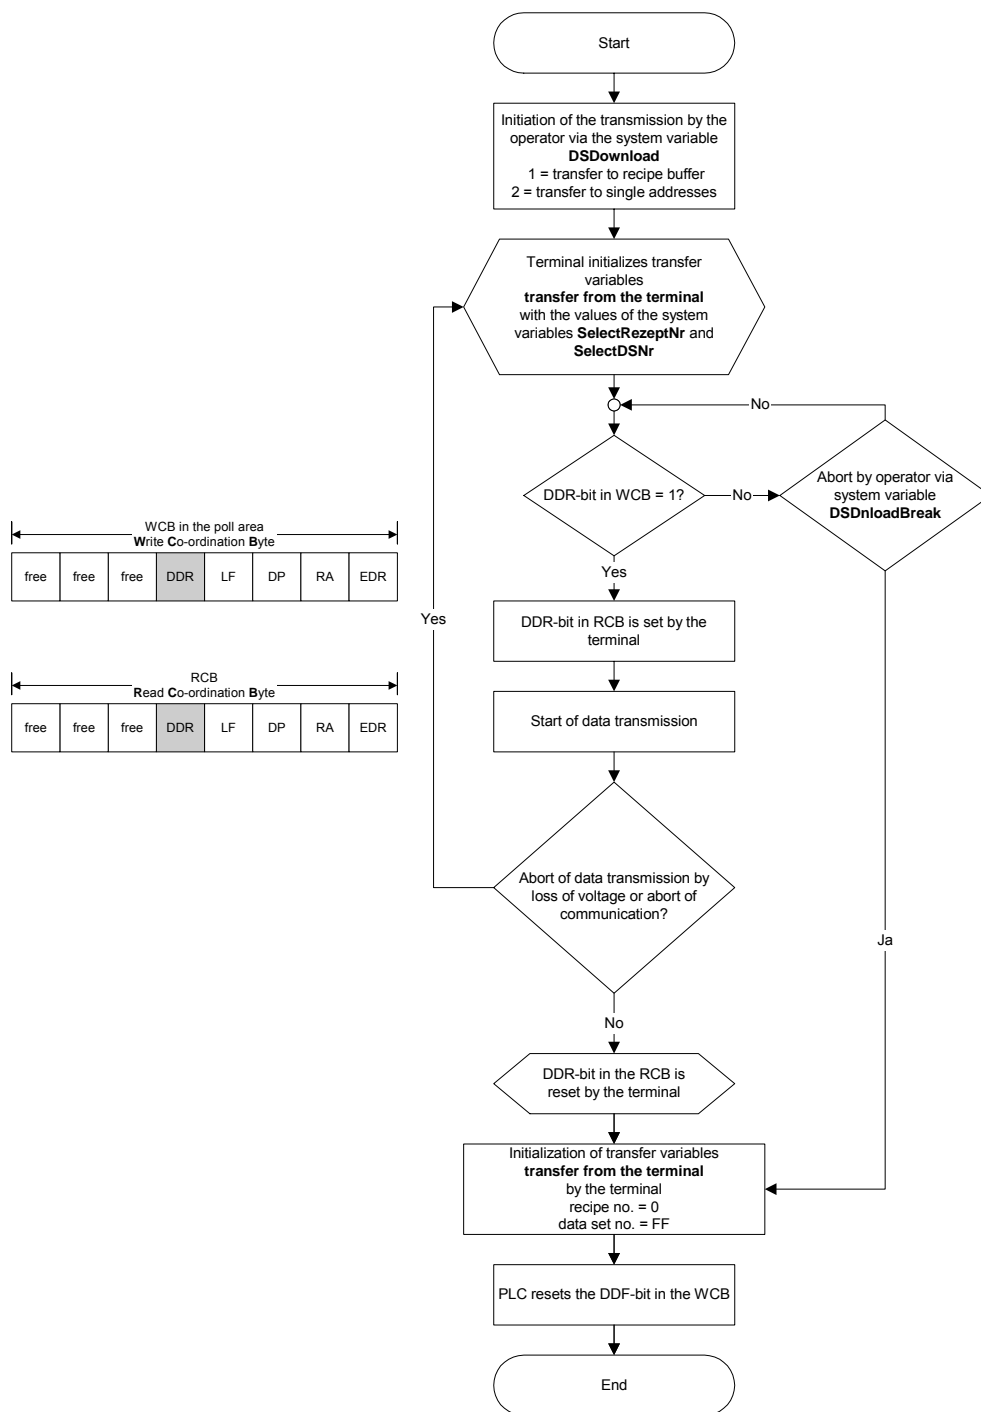 Start
Initiation of the transmission by the
operator via the system variable
DSDownload
1 = transfer to recipe buffer
2 = transfer to single addresses
Terminal initializes transfer
variables
transfer from the terminal
with the values of the system
variables SelectRezeptNr and
SelectDSNr
No
DDR-bit in WCB = 1?
No
Abort by operator via
system variable
DSDnloadBreak
WCB in the poll area
Write Co-ordination Byte
free free free DDR LF DP RA EDR
Yes
Yes
DDR-bit in RCB is set by the
terminal
RCB
Read Co-ordination Byte
free free free DDR LF DP RA EDR
Start of data transmission
Abort of data transmission by
loss of voltage or abort of
communication?
Ja
No
DDR-bit in the RCB is
reset by the terminal
Initialization of transfer variables
transfer from the terminal
by the terminal
recipe no. = 0
data set no. = FF
PLC resets the DDF-bit in the WCB
End